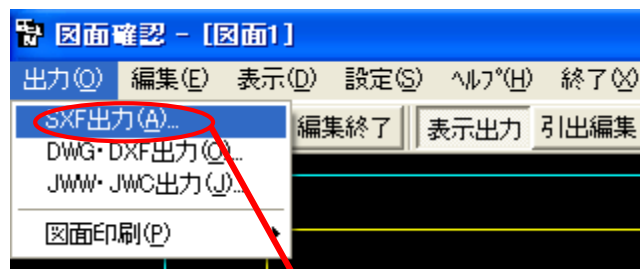 図面確認 - [図面1]
出力(O) 編集(E) 表示(D) 設定(S) ﾍﾙﾌﾟ(H) 終了(X)
SXF出力(A)...
編集終了 表示出力 引出編集
DWG・DXF出力(O)...
JWW・JWC出力(J)...
図面印刷(P)